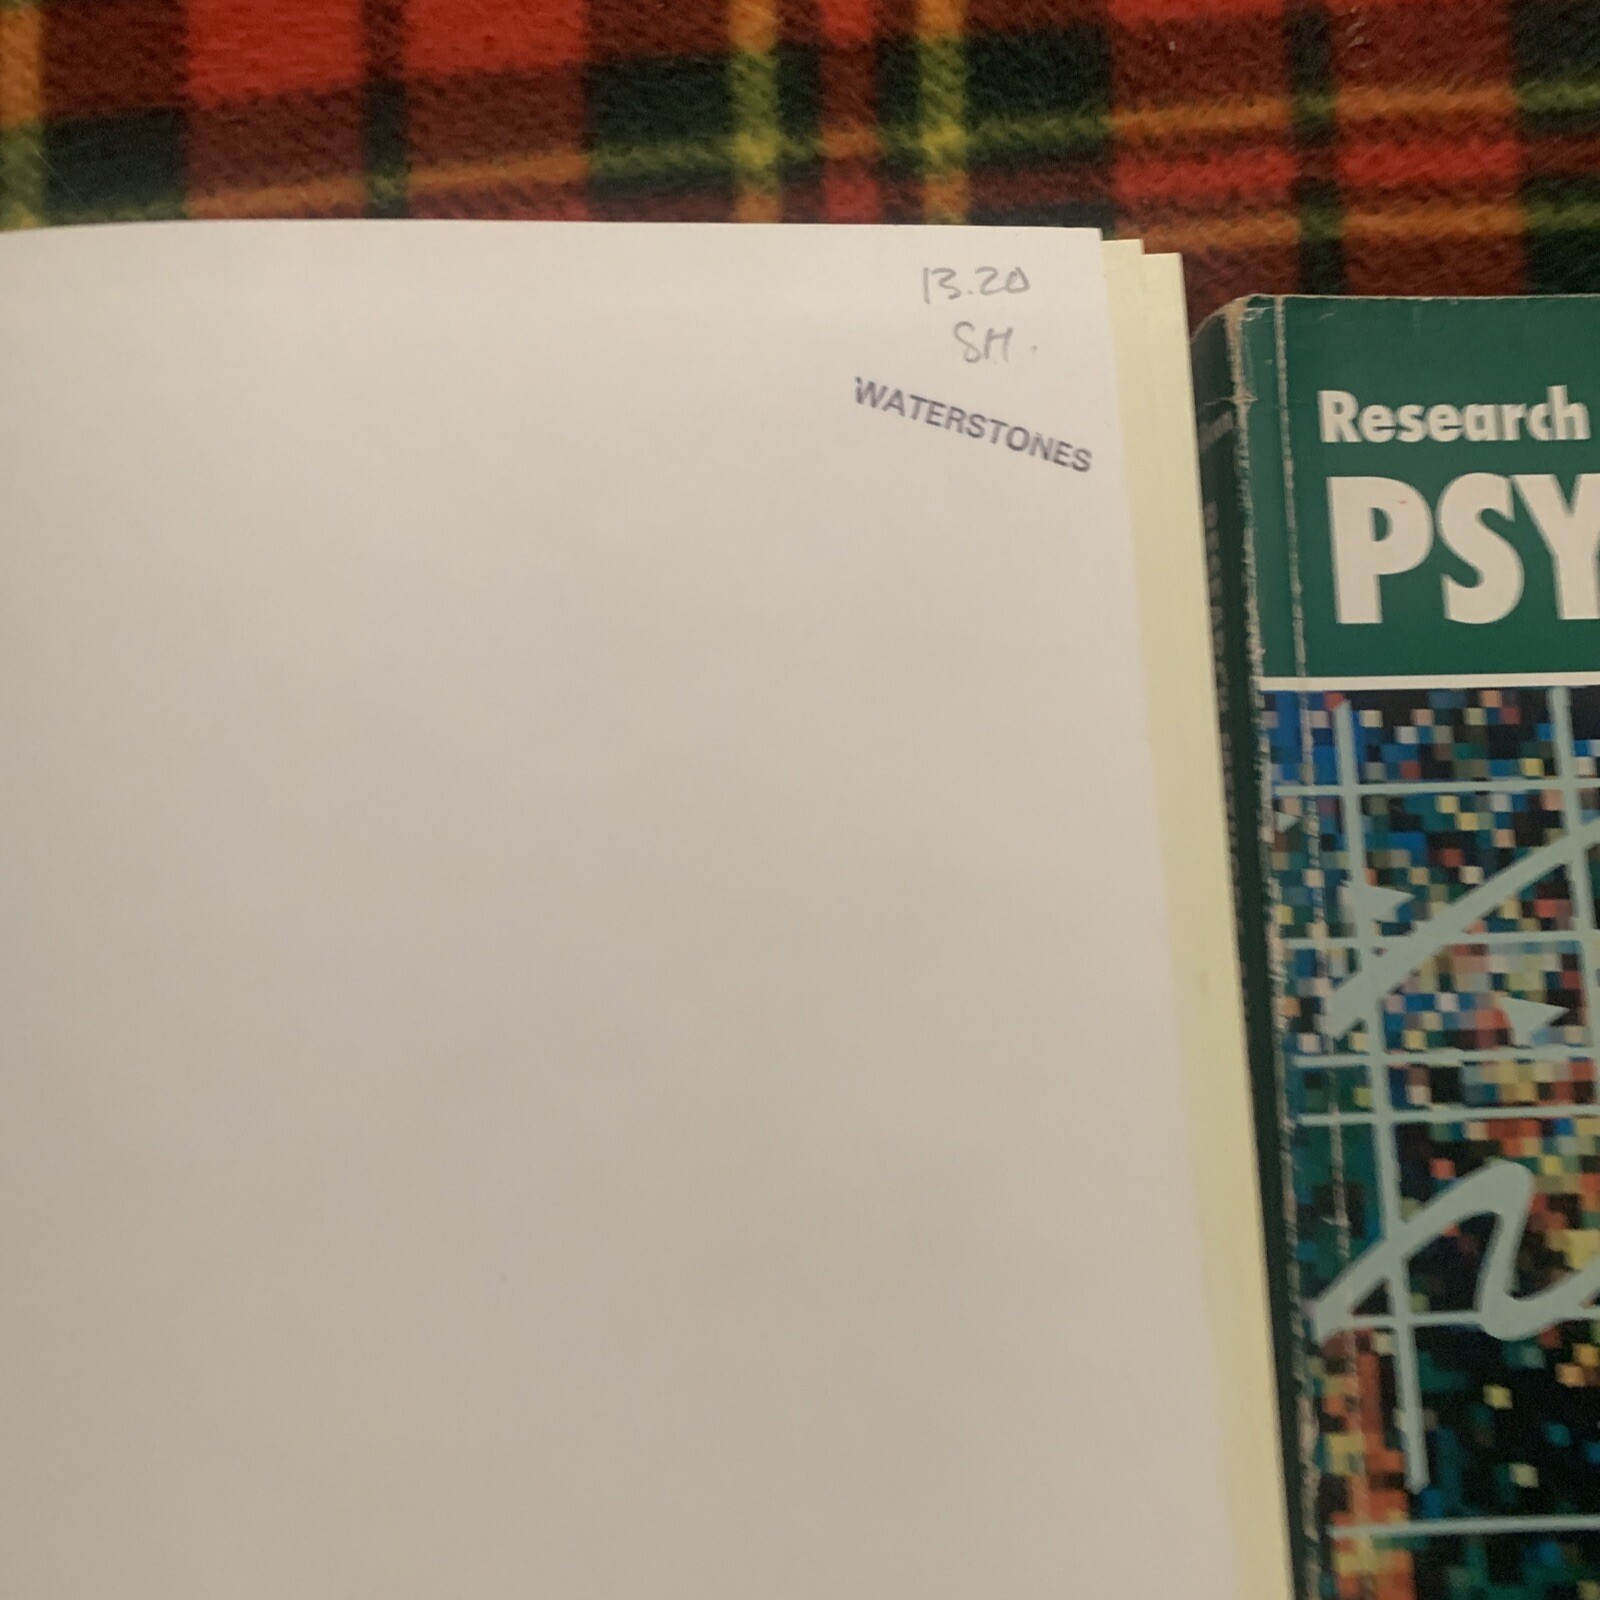 13.20
SH.
WATERSTONES
Research
PSY